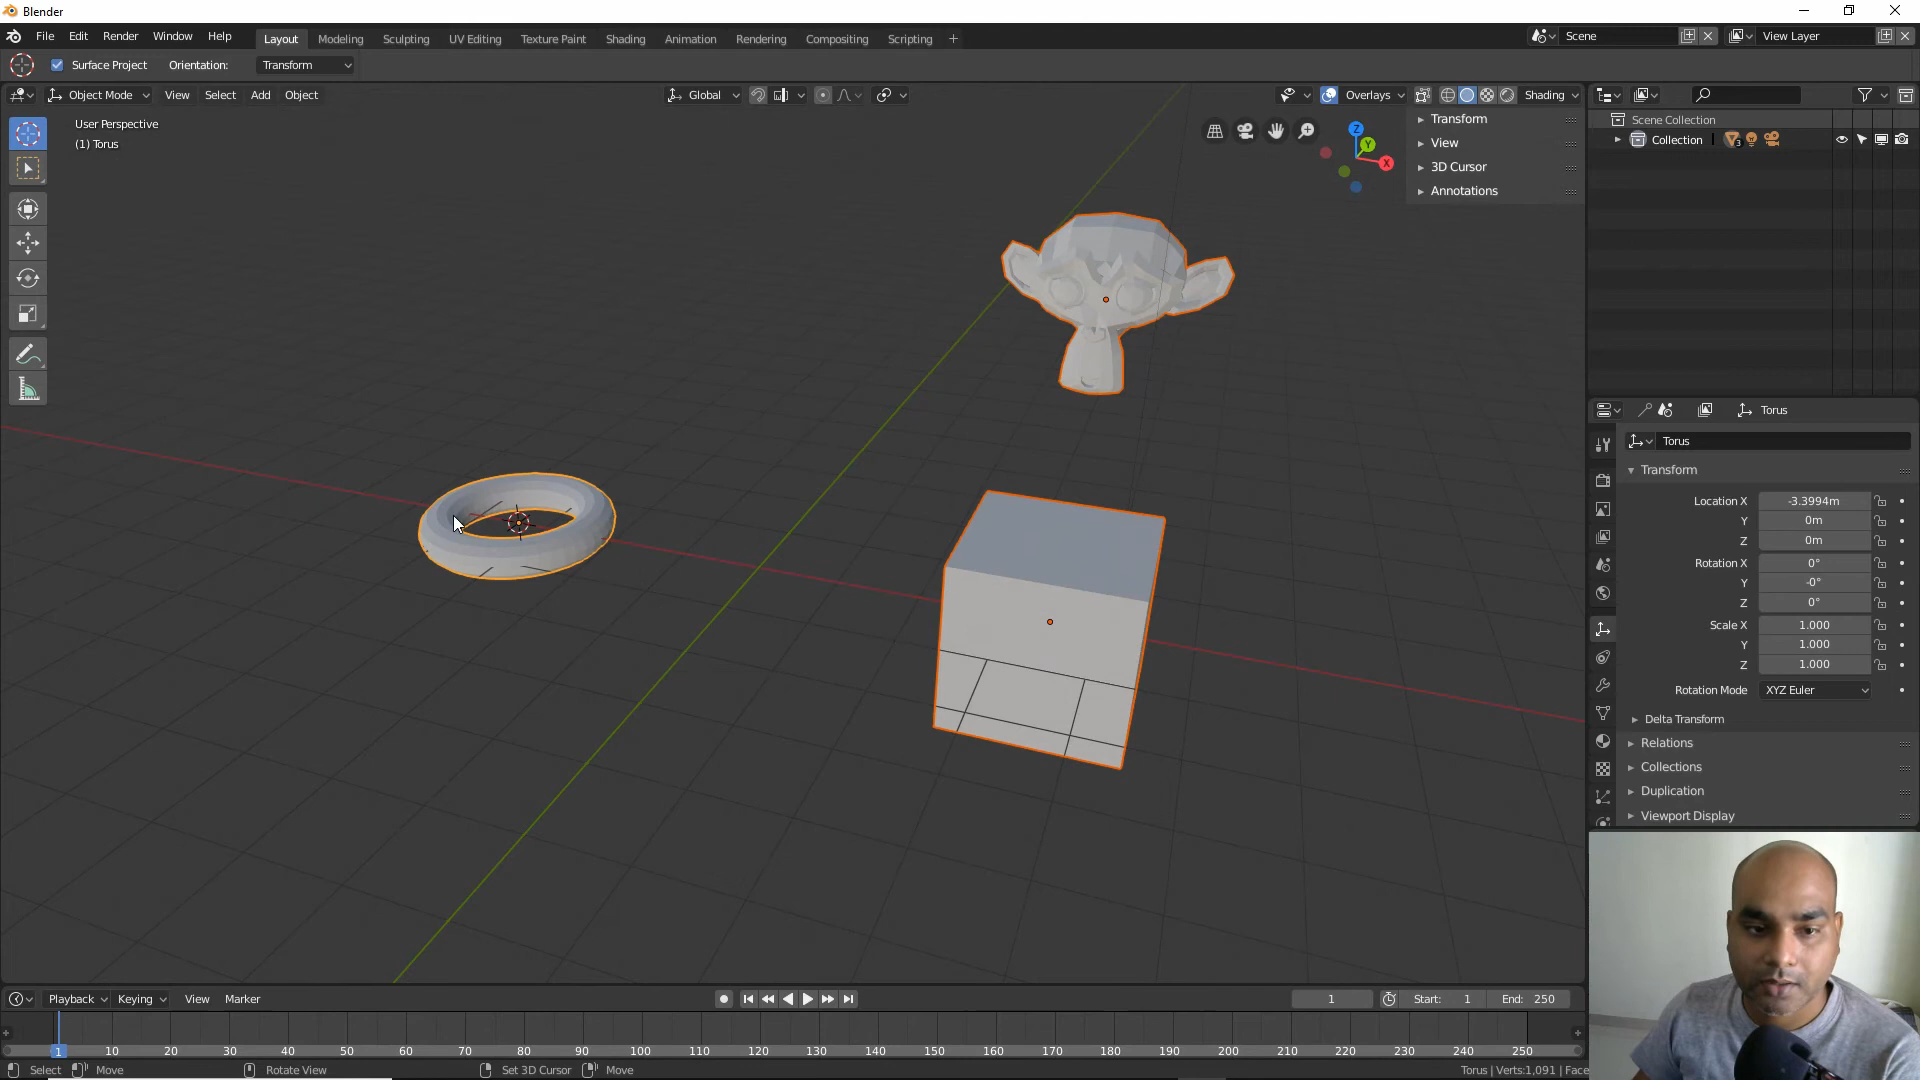 Blender
File Edit Render Window Help
Layout Modeling Sculpting UV Editing Texture Paint Shading Animation Rendering Compositing Scripting +
Scene
View Layer
Surface Project Orientation: Transform
Object Mode View Select Add Object
Global
Overlays
Shading
User Perspective
(1) Torus
Z
Y
X
Transform
View
3D Cursor
Annotations
Scene Collection
Collection
3
Torus
Torus
Transform
Location X -3.3994m
Y 0m
Z 0m
Rotation X 0°
Y -0°
Z 0°
Scale X 1.000
Y 1.000
Z 1.000
Rotation Mode XYZ Euler
Delta Transform
Relations
Collections
Duplication
Viewport Display
Playback Keying View Marker
1
Start: 1
End: 250
1 10 20 30 40 50 60 70 80 90 100 110 120 130 140 150 160 170 180 190 200 210 220 230 240 250
Select Move Rotate View Set 3D Cursor Move
Torus | Verts:1,091 | Face